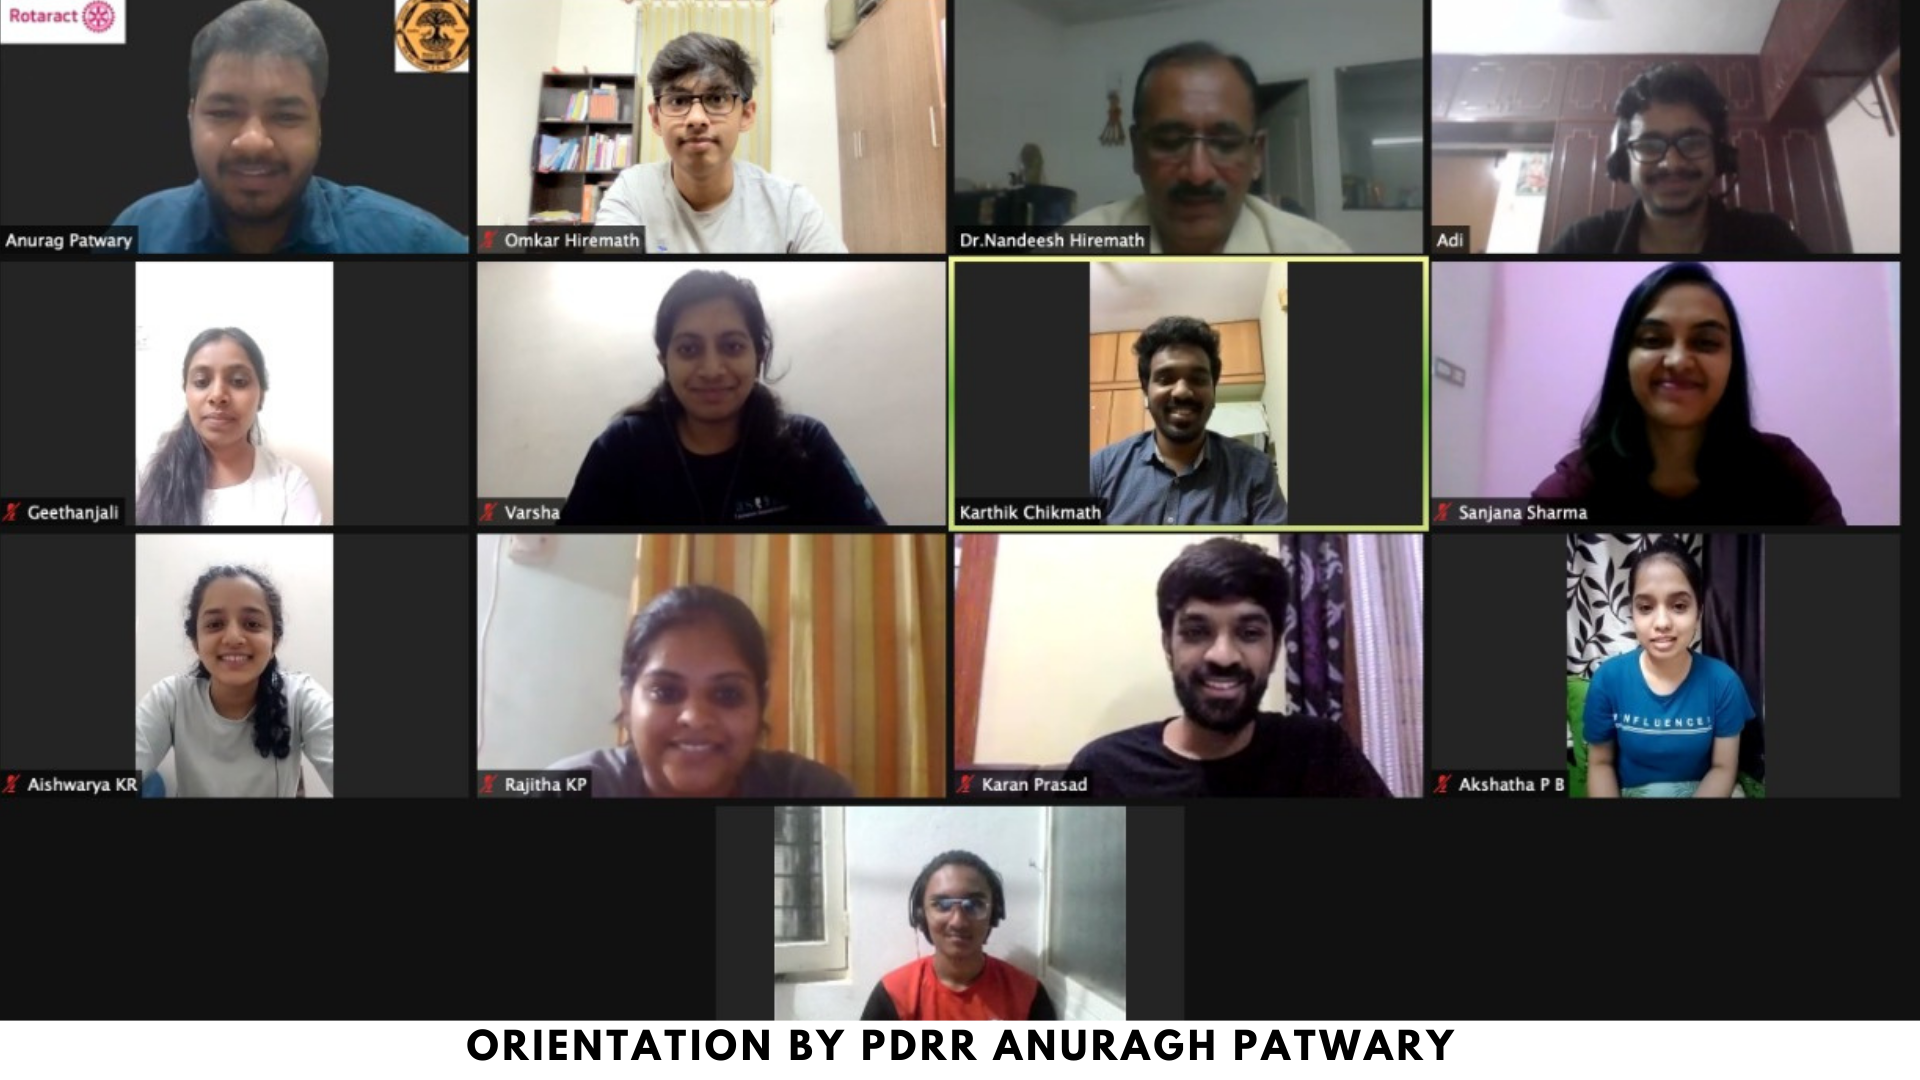 Rotaract
Anurag Patwary
Omkar Hiremath
Dr.Nandeesh Hiremath
Adi
Geethanjali
Varsha
Karthik Chikmath
Sanjana Sharma
Aishwarya KR
Rajitha KP
Karan Prasad
Akshatha P B
INFLUENCE
ORIENTATION BY PDRR ANURAGH PATWARY